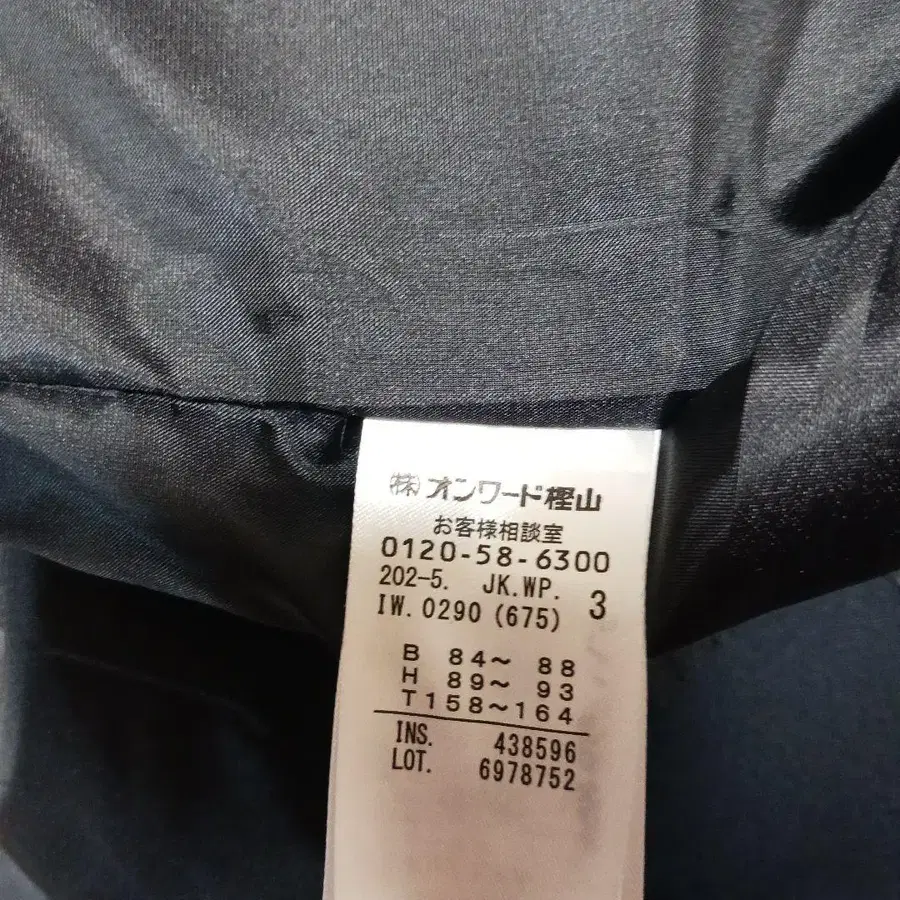 ㈱オンワード樫山
お客様相談室
0120-58-6300
202-5. JK.WP. 3
IW.0290(675)
B 84～ 88
H 89～ 93
T158～164
INS. 438596
LOT. 6978752